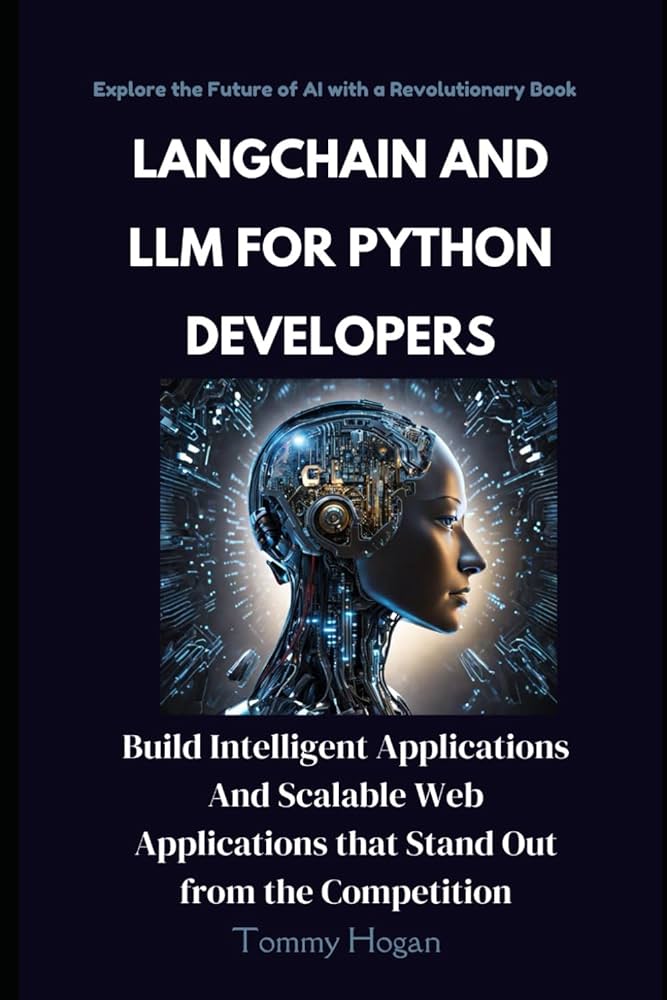 Explore the Future of AI with a Revolutionary Book
LANGCHAIN AND
LLM FOR PYTHON
DEVELOPERS
Build Intelligent Applications
And Scalable Web
Applications that Stand Out
from the Competition
Tommy Hogan